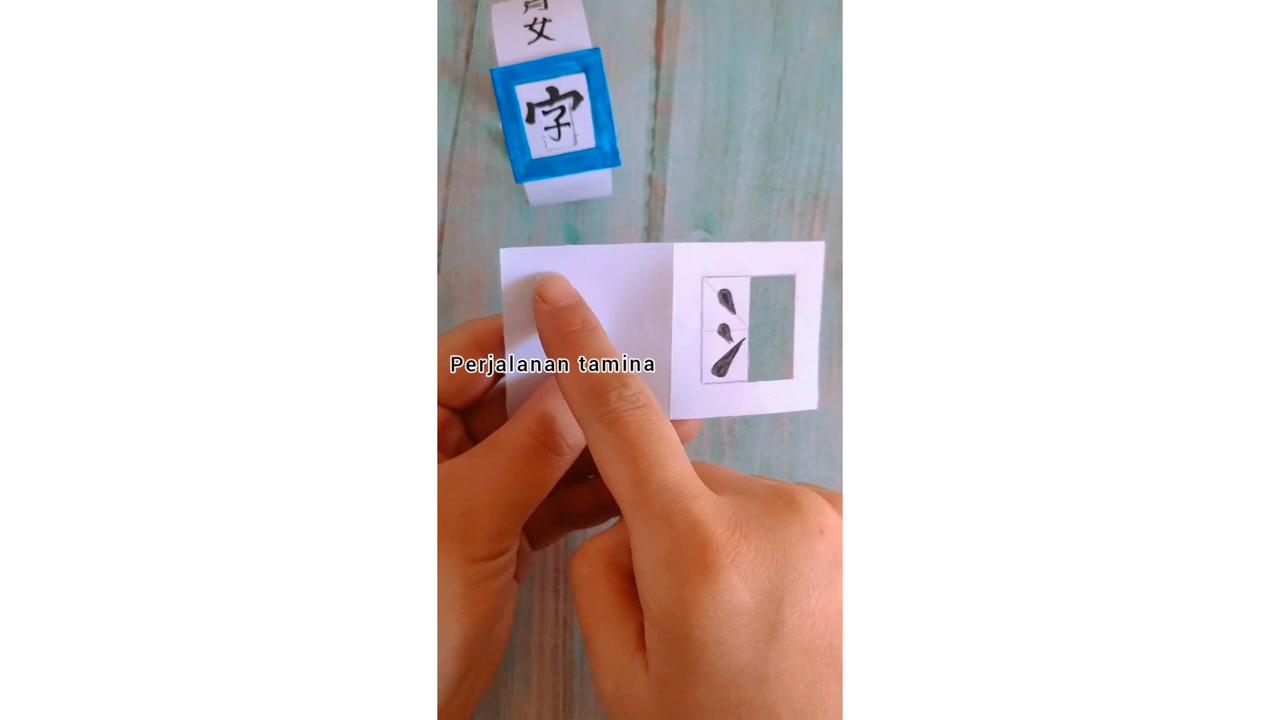 女
字
氵
Perjalanan tamina